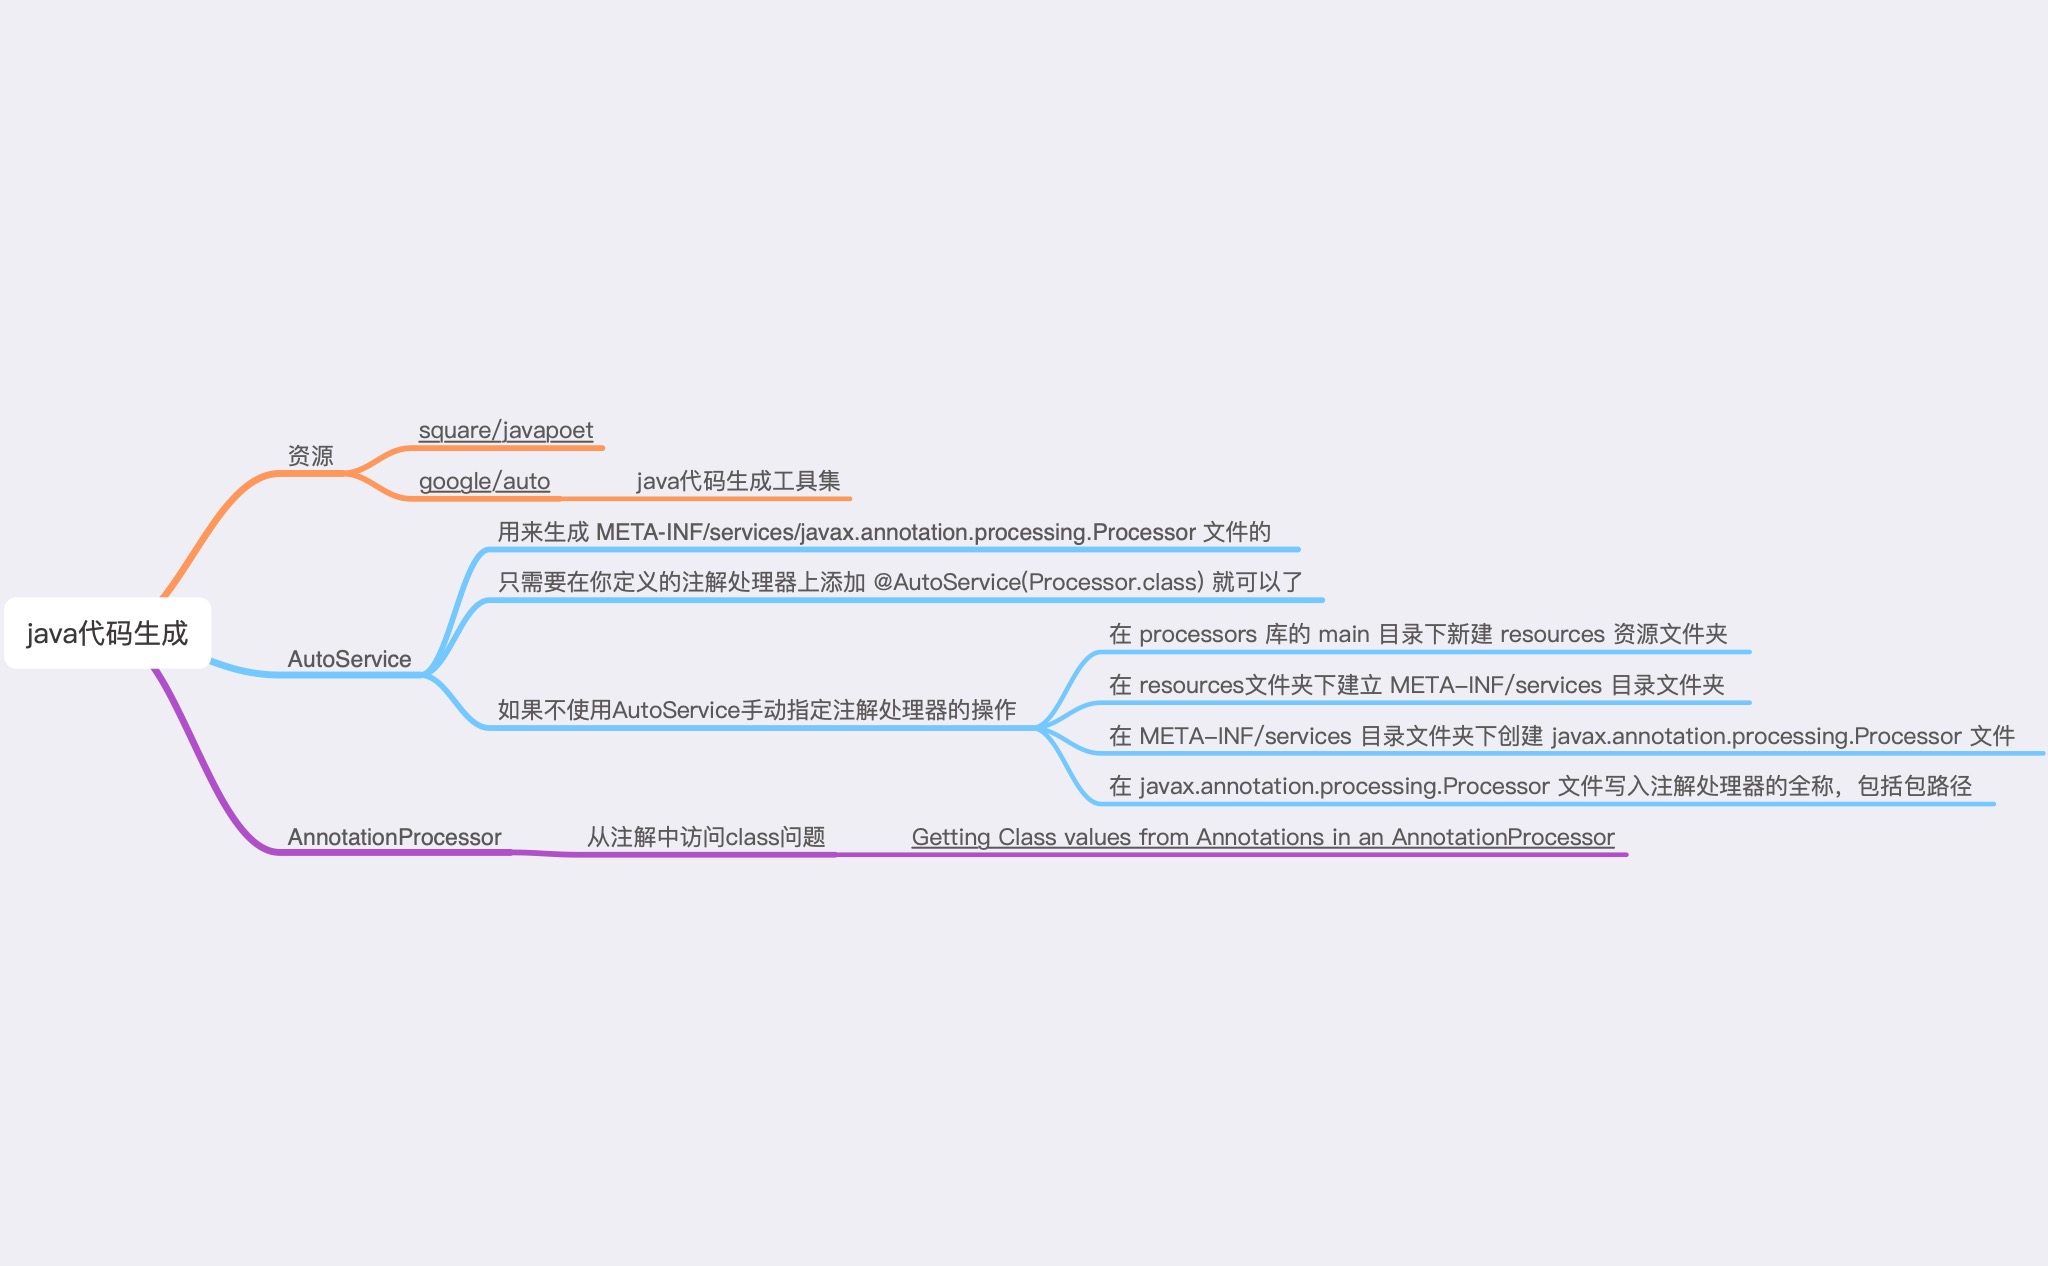 java代码生成
资源
square/javapoet
google/auto
java代码生成工具集
AutoService
用来生成 META-INF/services/javax.annotation.processing.Processor 文件的
只需要在你定义的注解处理器上添加 @AutoService(Processor.class) 就可以了
如果不使用AutoService手动指定注解处理器的操作
在 processors 库的 main 目录下新建 resources 资源文件夹
在 resources文件夹下建立 META-INF/services 目录文件夹
在 META-INF/services 目录文件夹下创建 javax.annotation.processing.Processor 文件
在 javax.annotation.processing.Processor 文件写入注解处理器的全称，包括包路径
AnnotationProcessor
从注解中访问class问题
Getting Class values from Annotations in an AnnotationProcessor